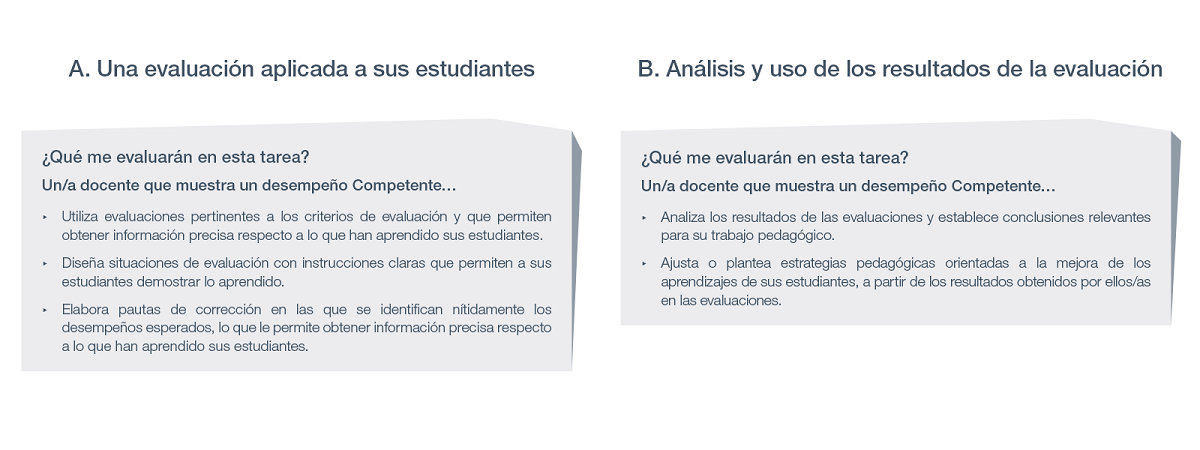 A. Una evaluación aplicada a sus estudiantes
¿Qué me evaluarán en esta tarea?
Un/a docente que muestra un desempeño Competente…
‣ Utiliza evaluaciones pertinentes a los criterios de evaluación y que permiten
obtener información precisa respecto a lo que han aprendido sus estudiantes.
‣ Diseña situaciones de evaluación con instrucciones claras que permiten a sus
estudiantes demostrar lo aprendido.
‣ Elabora pautas de corrección en las que se identifican nítidamente los
desempeños esperados, lo que le permite obtener información precisa respecto
a lo que han aprendido sus estudiantes.
B. Análisis y uso de los resultados de la evaluación
¿Qué me evaluarán en esta tarea?
Un/a docente que muestra un desempeño Competente…
‣ Analiza los resultados de las evaluaciones y establece conclusiones relevantes
para su trabajo pedagógico.
‣ Ajusta o plantea estrategias pedagógicas orientadas a la mejora de los
aprendizajes de sus estudiantes, a partir de los resultados obtenidos por ellos/as
en las evaluaciones.